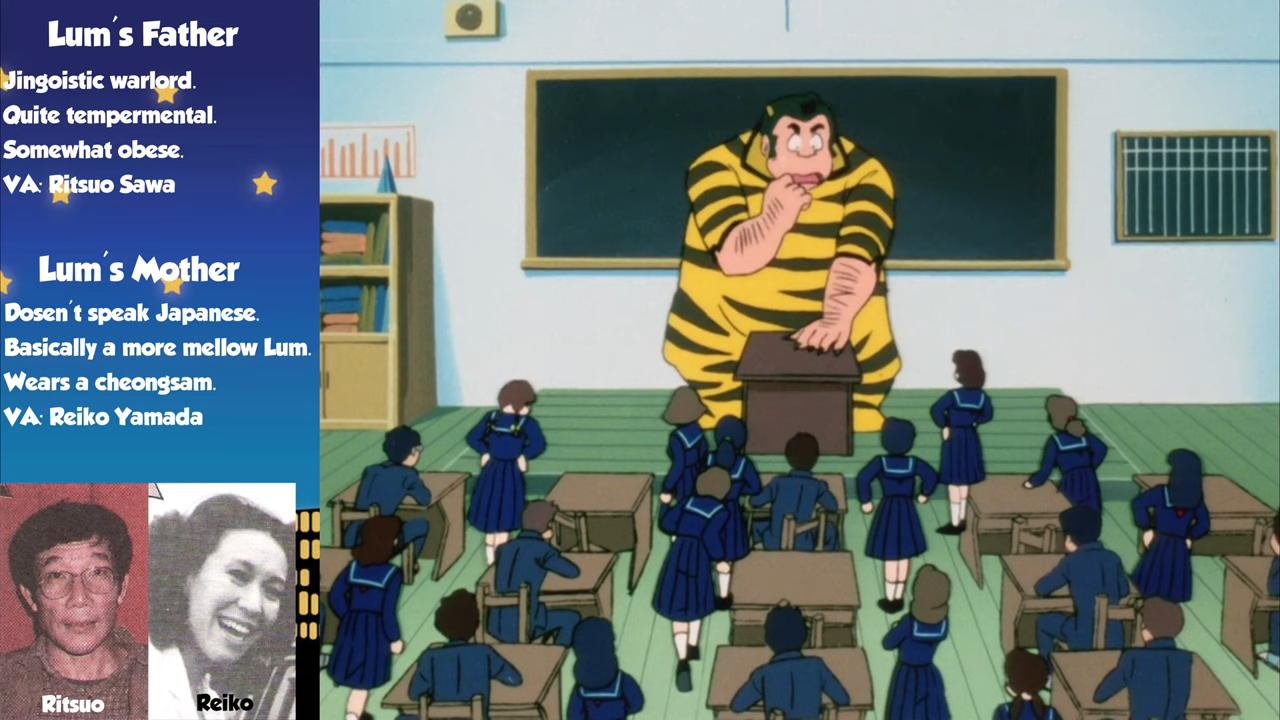 Lum's Father
Jingoistic warlord.
Quite tempermental.
Somewhat obese.
VA: Ritsuo Sawa
Lum's Mother
Dosen't speak Japanese.
Basically a more mellow Lum.
Wears a cheongsam.
VA: Reiko Yamada
Ritsuo
Reiko